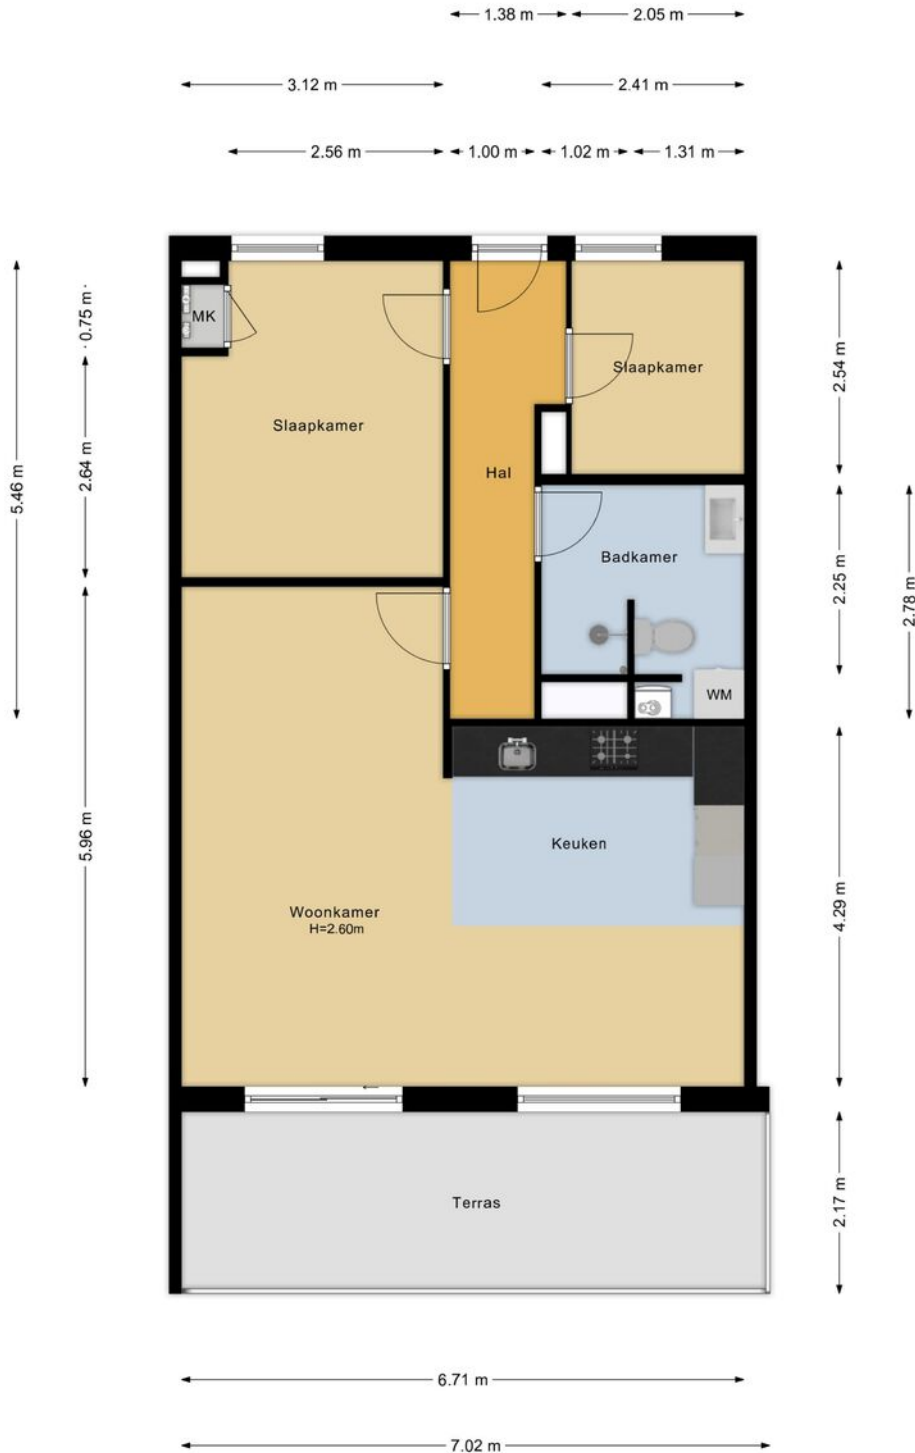 1.38 m
2.05 m
3.12 m
2.41 m
2.56 m
1.00 m
1.02 m
1.31 m
MK
Slaapkamer
Slaapkamer
Hal
Badkamer
WM
Keuken
Woonkamer
H=2.60m
Terras
5.46 m
0.75 m
2.64 m
5.96 m
2.54 m
2.25 m
2.78 m
4.29 m
2.17 m
6.71 m
7.02 m